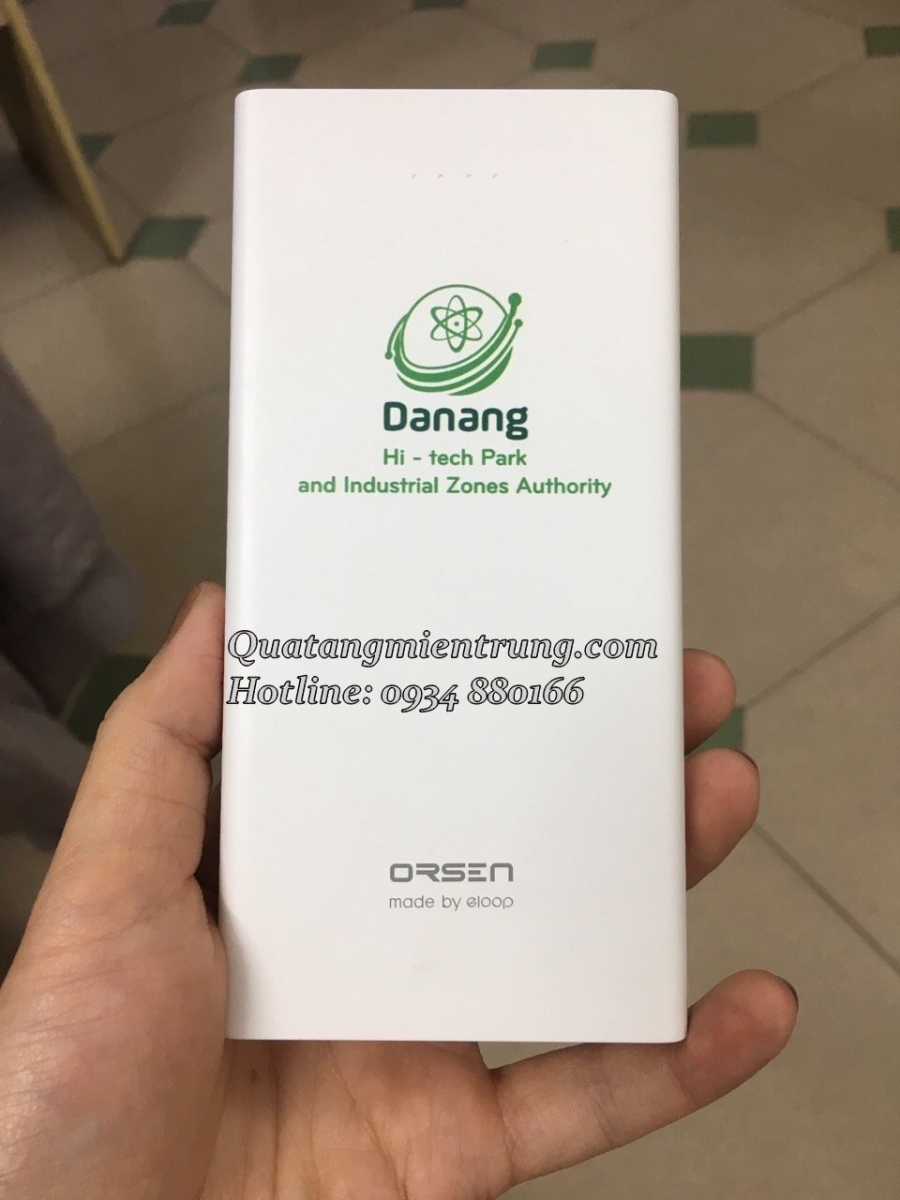 Danang
Hi - tech Park
and Industrial Zones Authority
Quatangmientrung.com
Hotline: 0934 880166
ORSEN
made by eloop